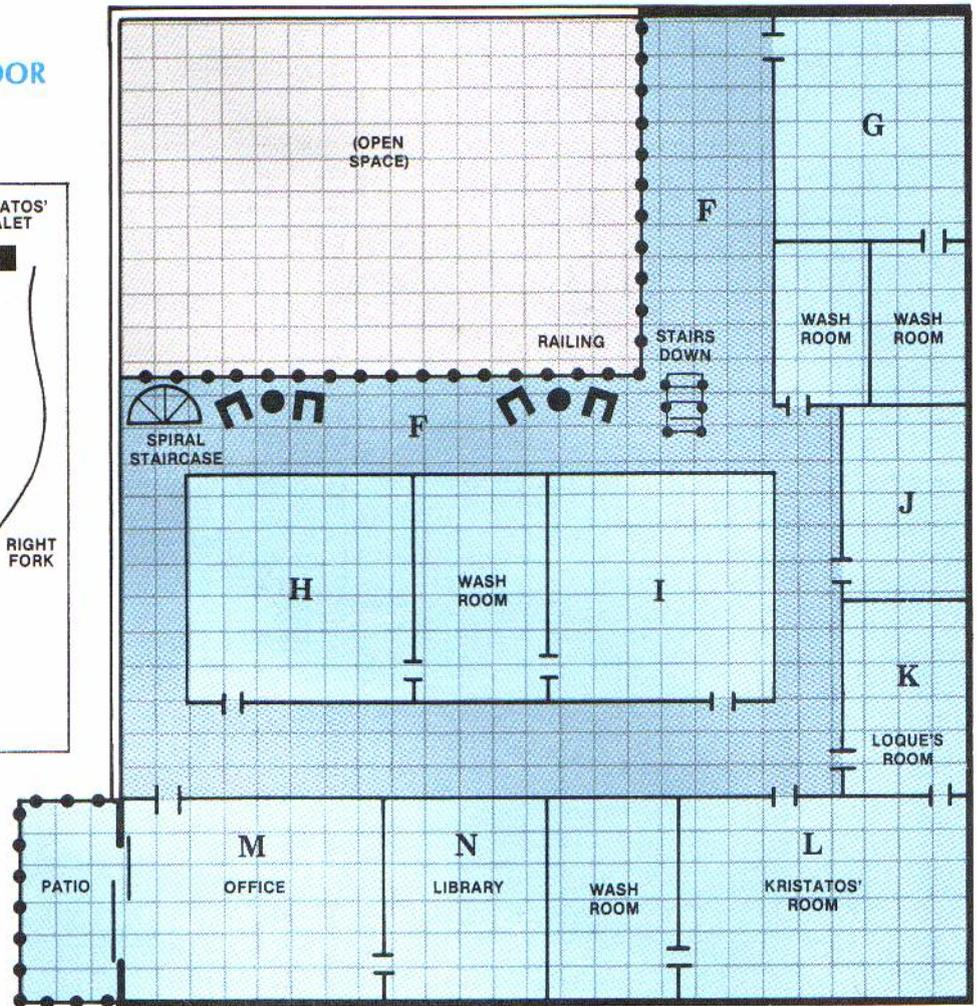 OOR
ATOS'
ALET
RIGHT
FORK
(OPEN
SPACE)
G
F
RAILING
STAIRS
DOWN
WASH
ROOM
WASH
ROOM
SPIRAL
STAIRCASE
F
J
H
WASH
ROOM
I
K
LOQUE'S
ROOM
PATIO
M
OFFICE
N
LIBRARY
WASH
ROOM
L
KRISTATOS'
ROOM